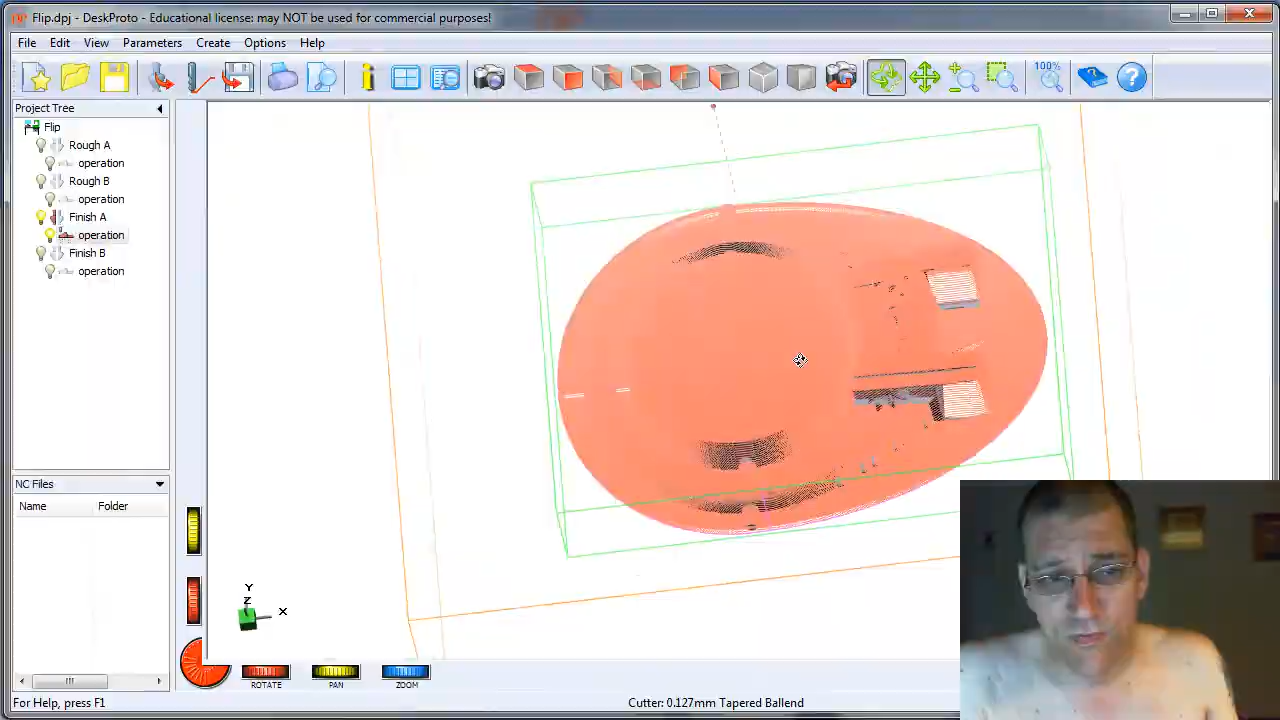 Flip.dpj - DeskProto - Educational license: may NOT be used for commercial purposes!
File Edit View Parameters Create Options Help
100%
Project Tree
Flip
Rough A
operation
Rough B
operation
Finish A
operation
Finish B
operation
NC Files
Name Folder
Y
Z
X
ROTATE PAN ZOOM
For Help, press F1
Cutter: 0.127mm Tapered Ballend